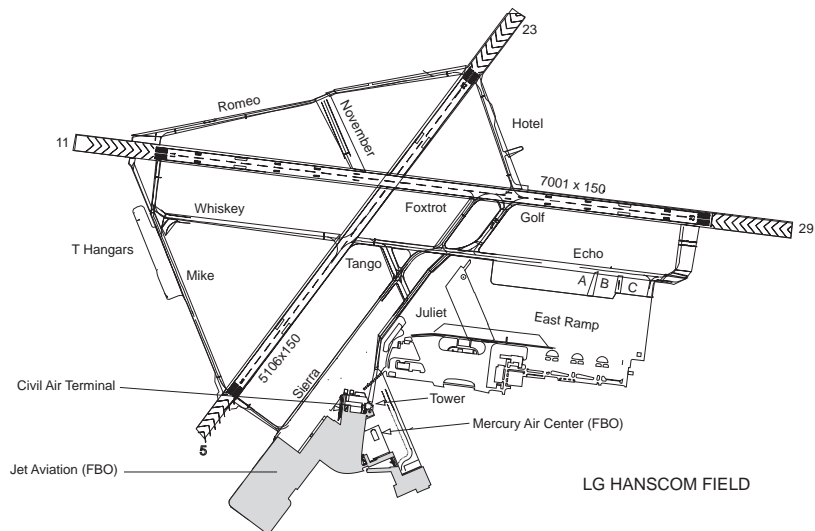 23
Romeo
November
Hotel
11
7001 x 150
Whiskey
Foxtrot
Golf
29
T Hangars
Mike
Tango
Echo
A
B
C
Juliet
East Ramp
5106x150
Sierra
Civil Air Terminal
Tower
Mercury Air Center (FBO)
5
Jet Aviation (FBO)
LG HANSCOM FIELD